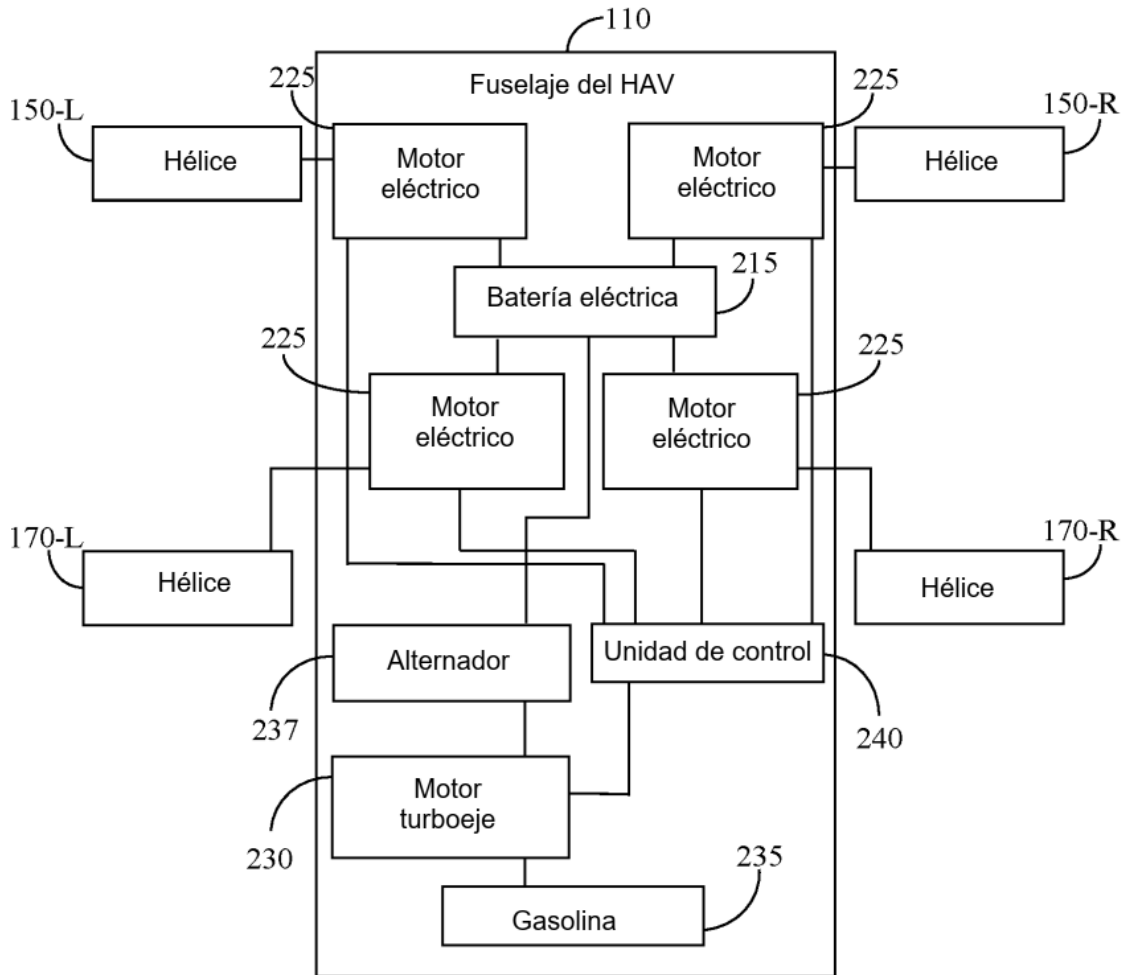 110
Fuselaje del HAV
225
225
150-L
150-R
Hélice
Motor
eléctrico
Motor
eléctrico
Hélice
215
Batería eléctrica
225
225
Motor
eléctrico
Motor
eléctrico
170-L
170-R
Hélice
Hélice
Alternador
Unidad de control
237
240
Motor
turboeje
230
235
Gasolina